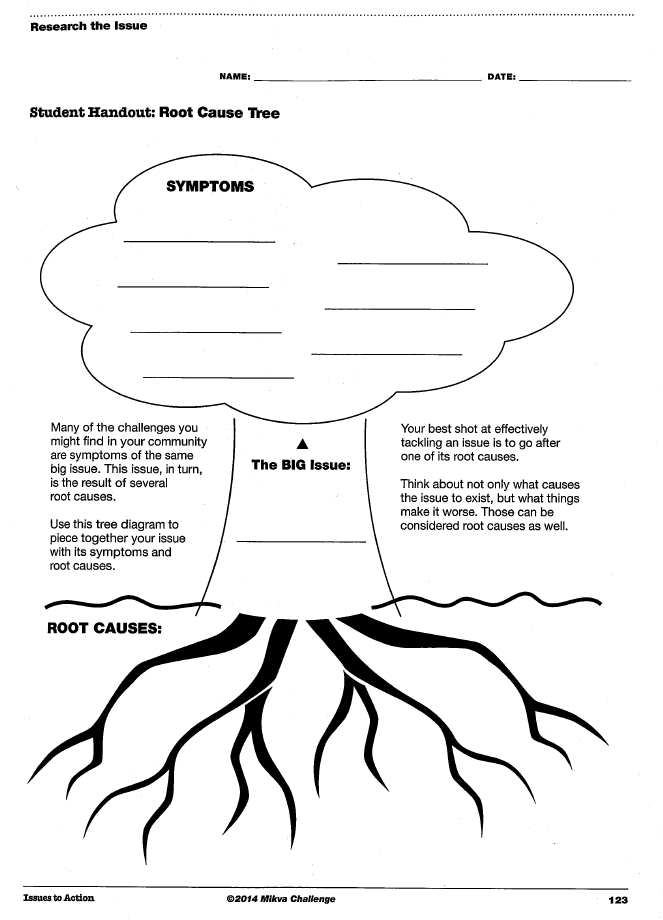 Research the Issue
NAME: DATE:
Student Handout: Root Cause Tree
SYMPTOMS
Many of the challenges you
might find in your community
are symptoms of the same
big issue. This issue, in turn,
is the result of several
root causes.
Use this tree diagram to
piece together your issue
with its symptoms and
root causes.
The BIG Issue:
Your best shot at effectively
tackling an issue is to go after
one of its root causes.
Think about not only what causes
the issue to exist, but what things
make it worse. Those can be
considered root causes as well.
ROOT CAUSES:
Issues to Action ©2014 Mikva Challenge 123